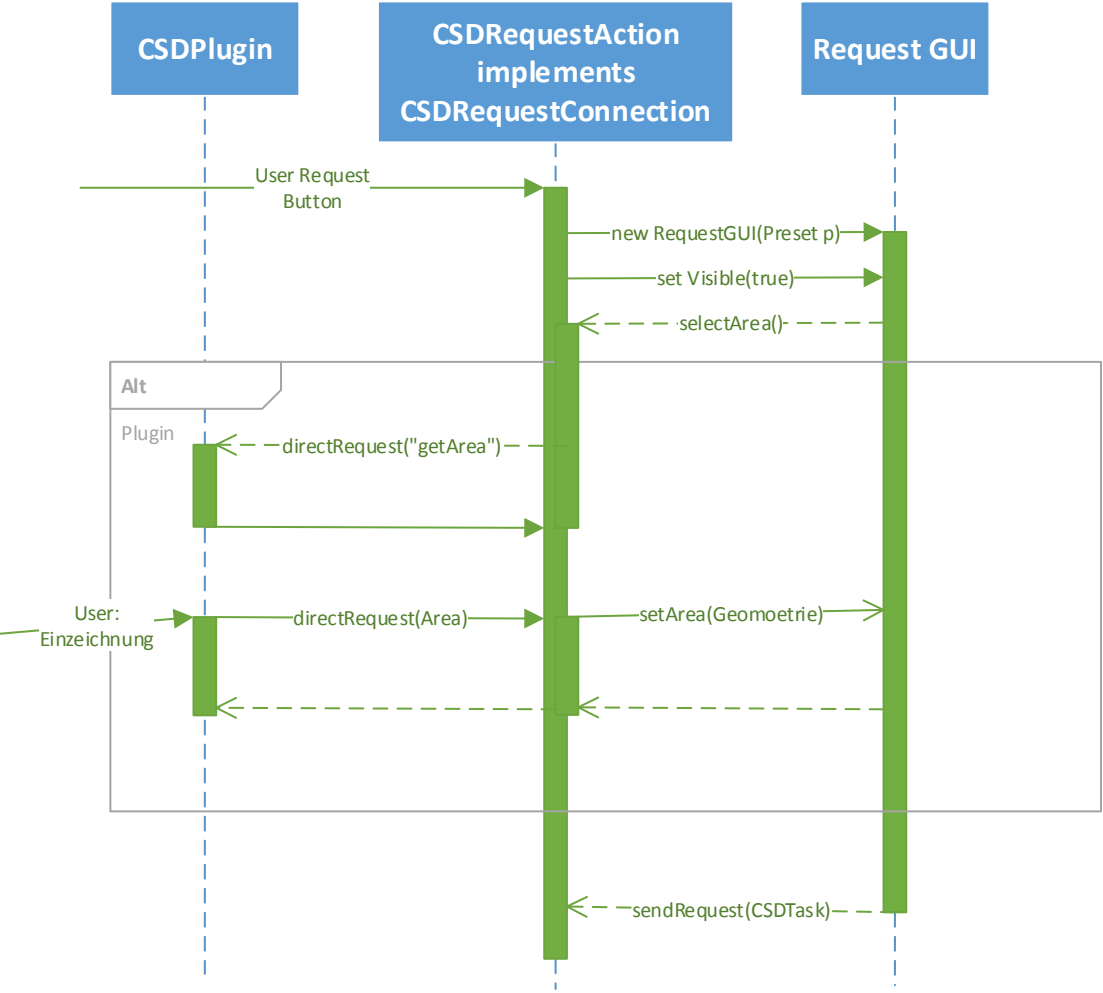 CSDPlugin
CSDRequestAction
implements
CSDRequestConnection
Request GUI
User Request
Button
new RequestGUI(Preset p)
set Visible(true)
selectArea()
Alt
Plugin
directRequest("getArea")
User:
Einzeichnung
directRequest(Area)
setArea(Geomoetrie)
sendRequest(CSDTask)